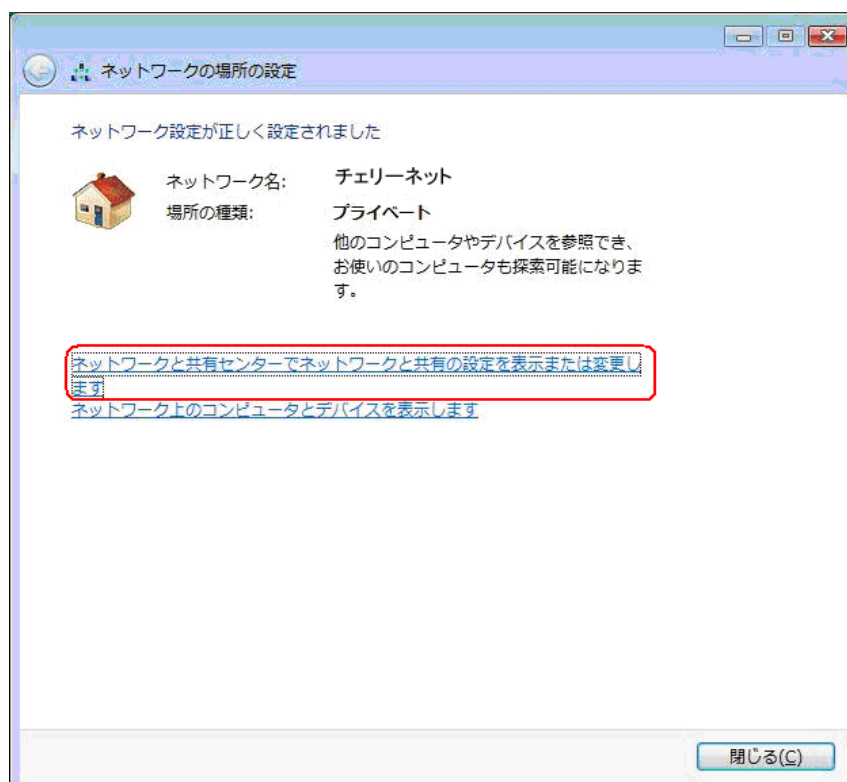 ネットワークの場所の設定
ネットワーク設定が正しく設定されました
ネットワーク名: チェリーネット
場所の種類: プライベート
他のコンピュータやデバイスを参照でき、
お使いのコンピュータも探索可能になりま
す。
ネットワークと共有センターでネットワークと共有の設定を表示または変更し
ます
ネットワーク上のコンピュータとデバイスを表示します
閉じる(C)